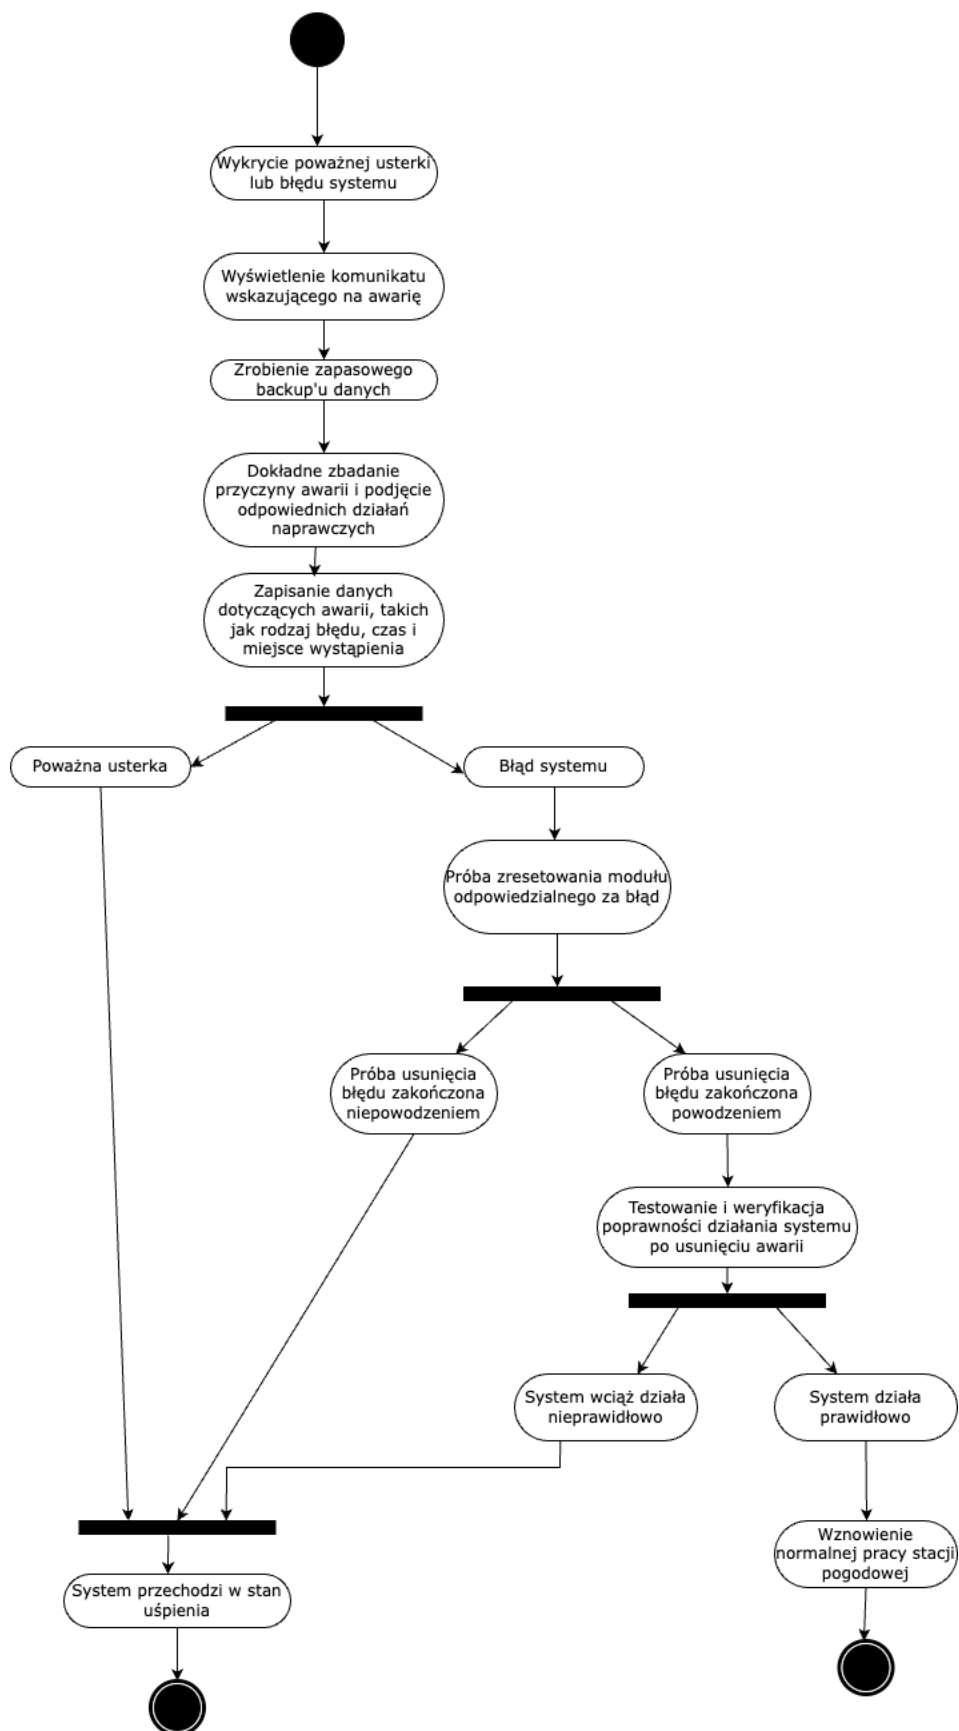 Wykrycie poważnej usterki
lub błędu systemu
Wyświetlenie komunikatu
wskazującego na awarię
Zrobienie zapasowego
backup'u danych
Dokładne zbadanie
przyczyny awarii i podjęcie
odpowiednich działań
naprawczych
Zapisanie danych
dotyczących awarii, takich
jak rodzaj błędu, czas i
miejsce wystąpienia
Poważna usterka
Błąd systemu
Próba zresetowania modułu
odpowiedzialnego za błąd
Próba usunięcia
błędu zakończona
niepowodzeniem
Próba usunięcia
błędu zakończona
powodzeniem
Testowanie i weryfikacja
poprawności działania systemu
po usunięciu awarii
System wciąż działa
nieprawidłowo
System działa
prawidłowo
Wznowienie
normalnej pracy stacji
pogodowej
System przechodzi w stan
uśpienia